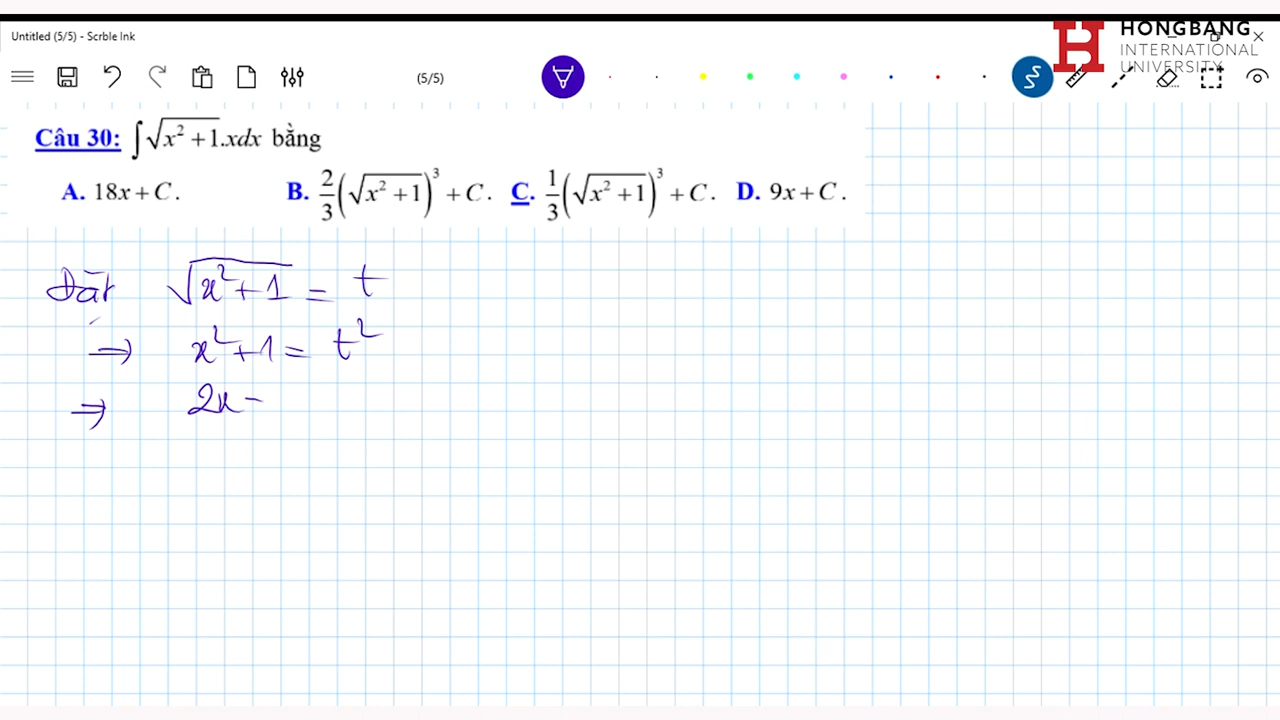 Untitled (5/5) - Scrble Ink
HONGBANG
INTERNATIONAL
UNIVERSITY
(5/5)
Câu 30: ∫√(x² + 1).xdx bằng
A. 18x + C. B. 2/3(√(x² + 1))³ + C. C. 1/3(√(x² + 1))³ + C. D. 9x + C.
Đặt √(x² + 1) = t
⇒ x² + 1 = t²
⇒ 2x